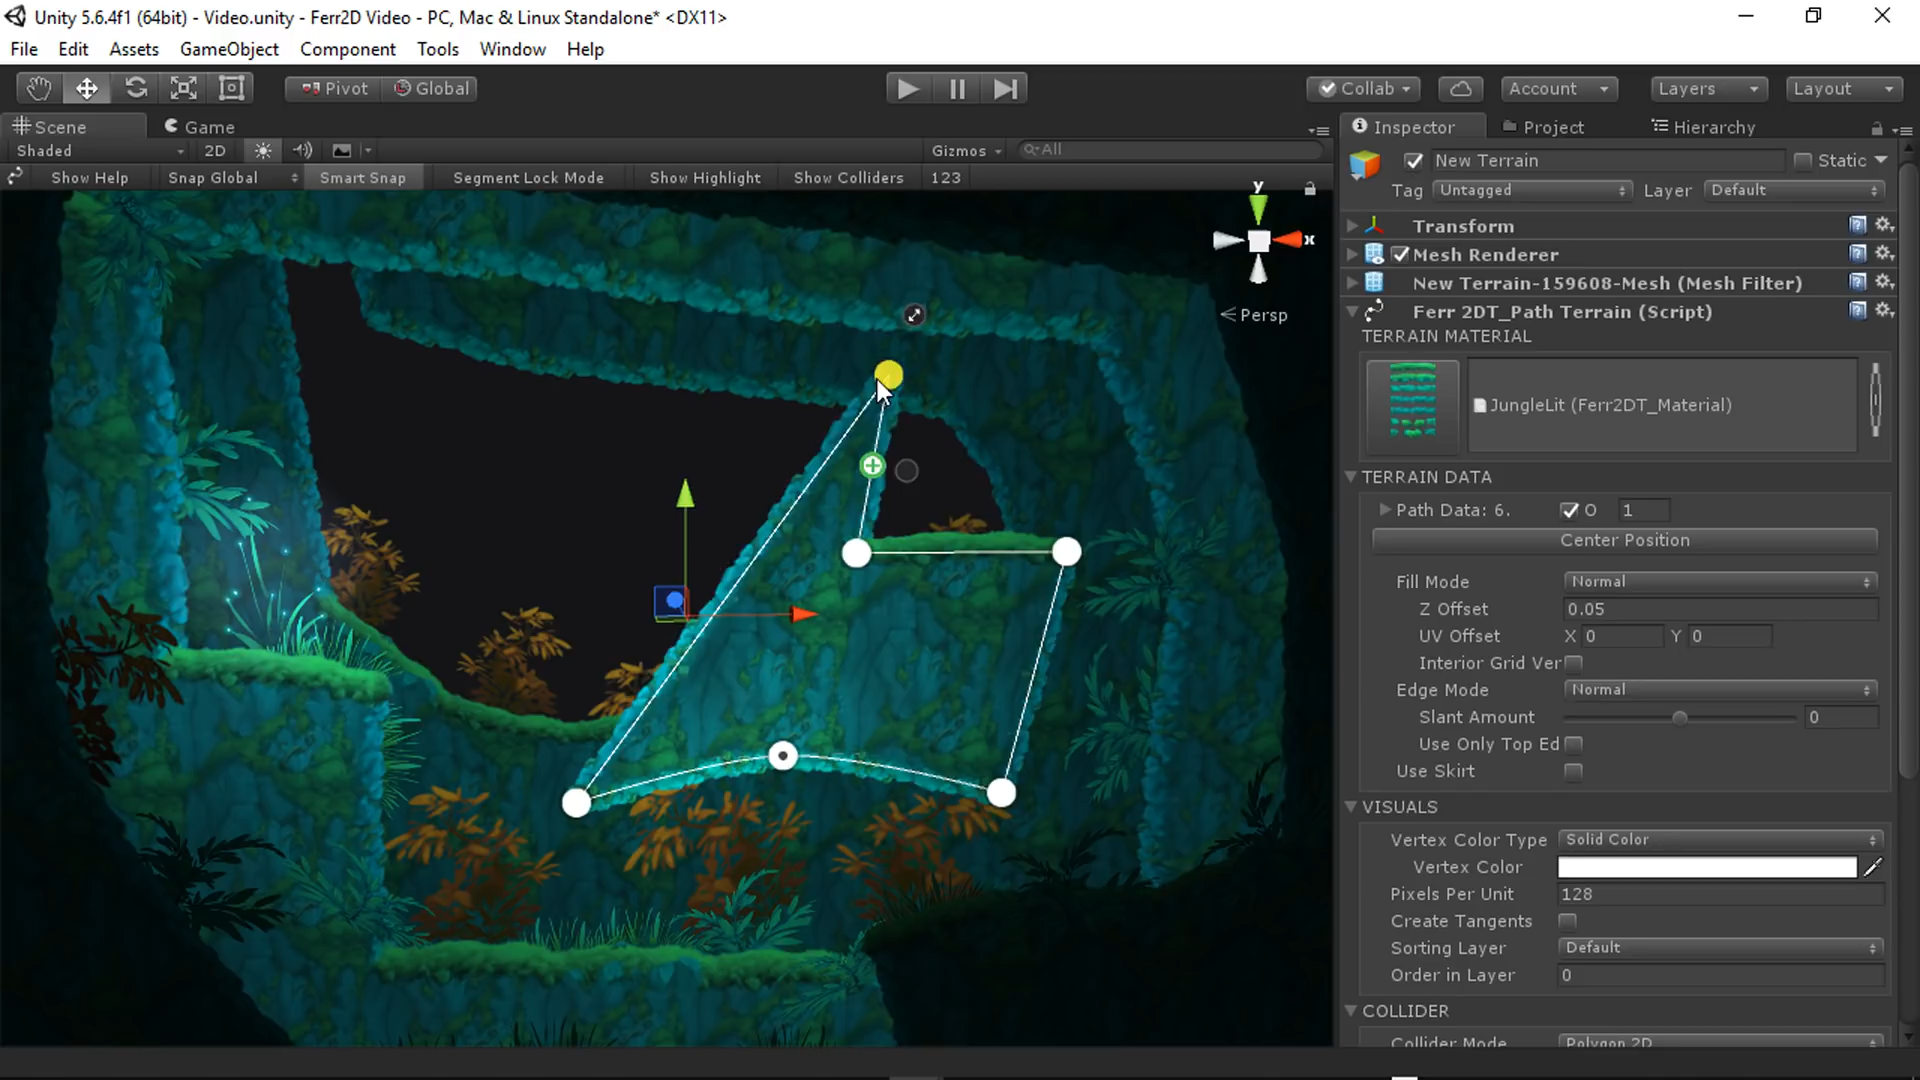 Unity 5.6.4f1 (64bit) - Video.unity - Ferr2D Video - PC, Mac & Linux Standalone* <DX11>
File Edit Assets GameObject Component Tools Window Help
Pivot Global Collab Account Layers Layout
Scene Game
Shaded 2D Gizmos All
Show Help Snap Global Smart Snap Segment Lock Mode Show Highlight Show Colliders 123
y
x
Persp
Inspector Project Hierarchy
New Terrain Static
Tag Untagged Layer Default
Transform
Mesh Renderer
New Terrain-159608-Mesh (Mesh Filter)
Ferr 2DT_Path Terrain (Script)
TERRAIN MATERIAL
JungleLit (Ferr2DT_Material)
TERRAIN DATA
Path Data: 6. O 1
Center Position
Fill Mode Normal
Z Offset 0.05
UV Offset X 0 Y 0
Interior Grid Ver
Edge Mode Normal
Slant Amount 0
Use Only Top Ed
Use Skirt
VISUALS
Vertex Color Type Solid Color
Vertex Color
Pixels Per Unit 128
Create Tangents
Sorting Layer Default
Order in Layer 0
COLLIDER
Collider Mode Polygon 2D